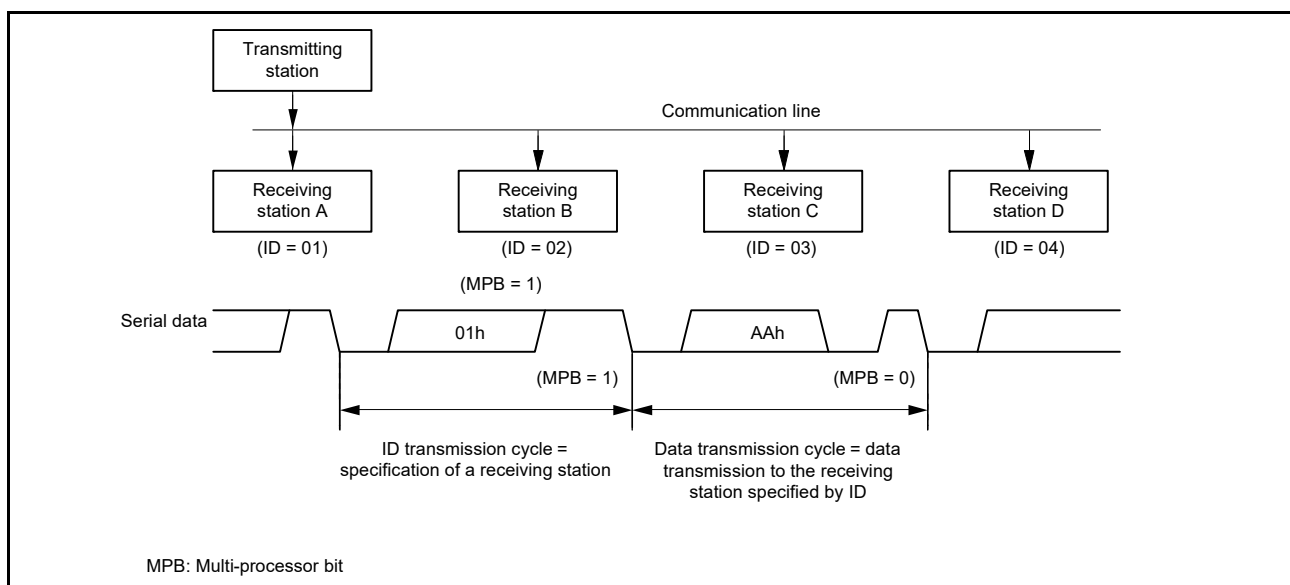 Transmitting
station
Communication line
Receiving
station A
Receiving
station B
Receiving
station C
Receiving
station D
(ID = 01)
(ID = 02)
(ID = 03)
(ID = 04)
(MPB = 1)
Serial data
01h
AAh
(MPB = 1)
(MPB = 0)
ID transmission cycle =
specification of a receiving station
Data transmission cycle = data
transmission to the receiving
station specified by ID
MPB: Multi-processor bit